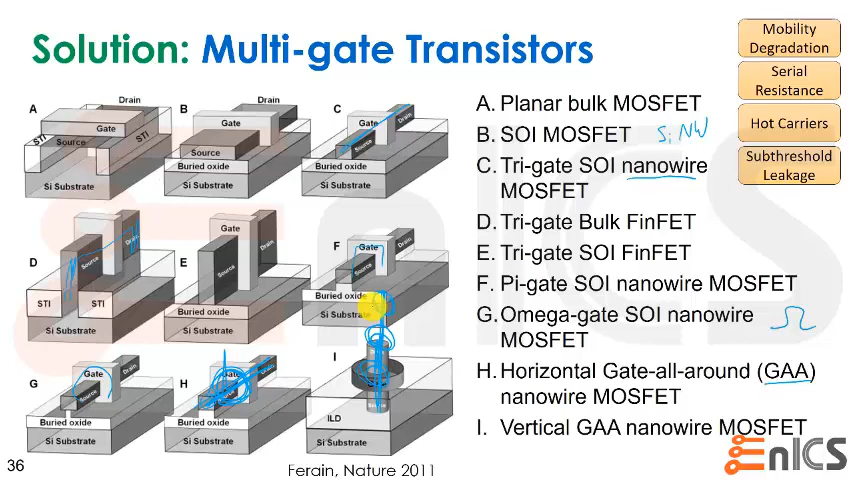 Solution: Multi-gate Transistors
Mobility
Degradation
Serial
Resistance
Hot Carriers
Subthreshold
Leakage
A
Drain
Gate
STI
Source
STI
Si Substrate
B
Drain
Gate
Source
Buried oxide
Si Substrate
C
Drain
Gate
Buried oxide
Si Substrate
D
Gate
Drain
Source
STI
STI
Si Substrate
E
Gate
Drain
Source
Buried oxide
Si Substrate
F
Gate
Drain
Source
Buried oxide
Si Substrate
G
Gate
Drain
Source
Buried oxide
Si Substrate
H
Gate
Drain
Buried oxide
Si Substrate
I
ILD
Si Substrate
A. Planar bulk MOSFET
B. SOI MOSFET Si NW
C. Tri-gate SOI nanowire
MOSFET
D. Tri-gate Bulk FinFET
E. Tri-gate SOI FinFET
F. Pi-gate SOI nanowire MOSFET
G. Omega-gate SOI nanowire
MOSFET Ω
H. Horizontal Gate-all-around (GAA)
nanowire MOSFET
I. Vertical GAA nanowire MOSFET
36
Ferain, Nature 2011
EnICS